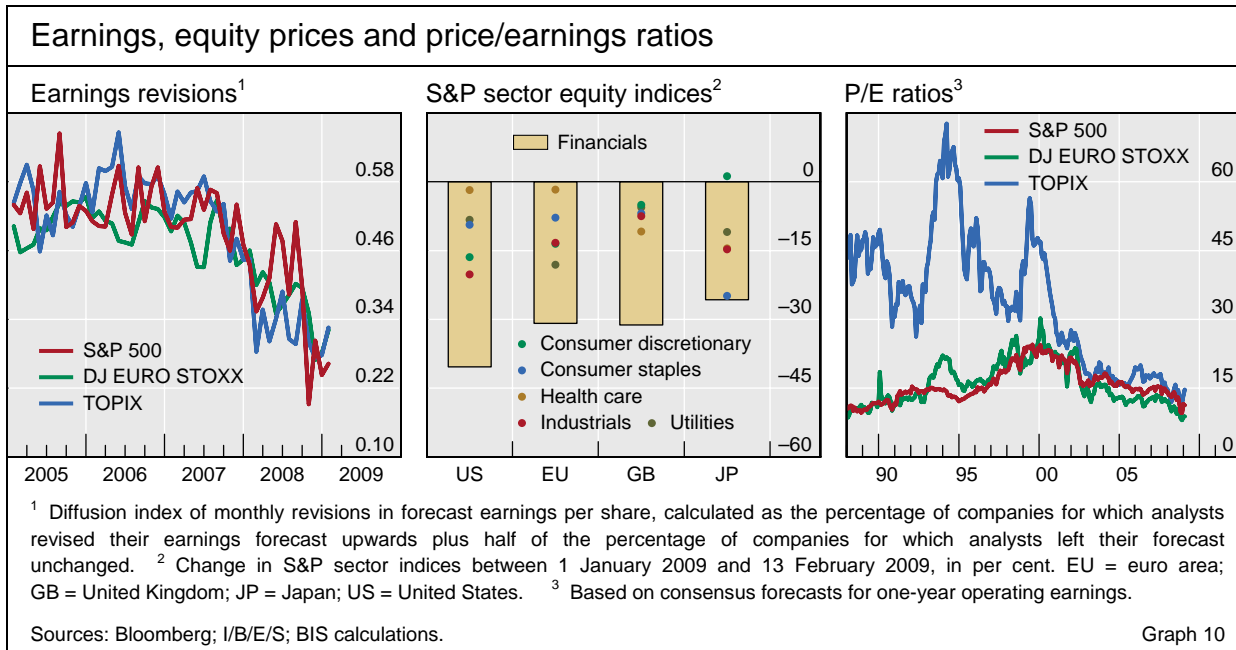 Earnings, equity prices and price/earnings ratios
Earnings revisions¹
0.58
0.46
0.34
0.22
0.10
S&P 500
DJ EURO STOXX
TOPIX
2005 2006 2007 2008 2009
S&P sector equity indices²
Financials
0
–15
–30
–45
–60
Consumer discretionary
Consumer staples
Health care
Industrials Utilities
US EU GB JP
P/E ratios³
S&P 500
DJ EURO STOXX
TOPIX
60
45
30
15
0
90 95 00 05
¹ Diffusion index of monthly revisions in forecast earnings per share, calculated as the percentage of companies for which analysts
revised their earnings forecast upwards plus half of the percentage of companies for which analysts left their forecast
unchanged. ² Change in S&P sector indices between 1 January 2009 and 13 February 2009, in per cent. EU = euro area;
GB = United Kingdom; JP = Japan; US = United States. ³ Based on consensus forecasts for one-year operating earnings.
Sources: Bloomberg; I/B/E/S; BIS calculations. Graph 10